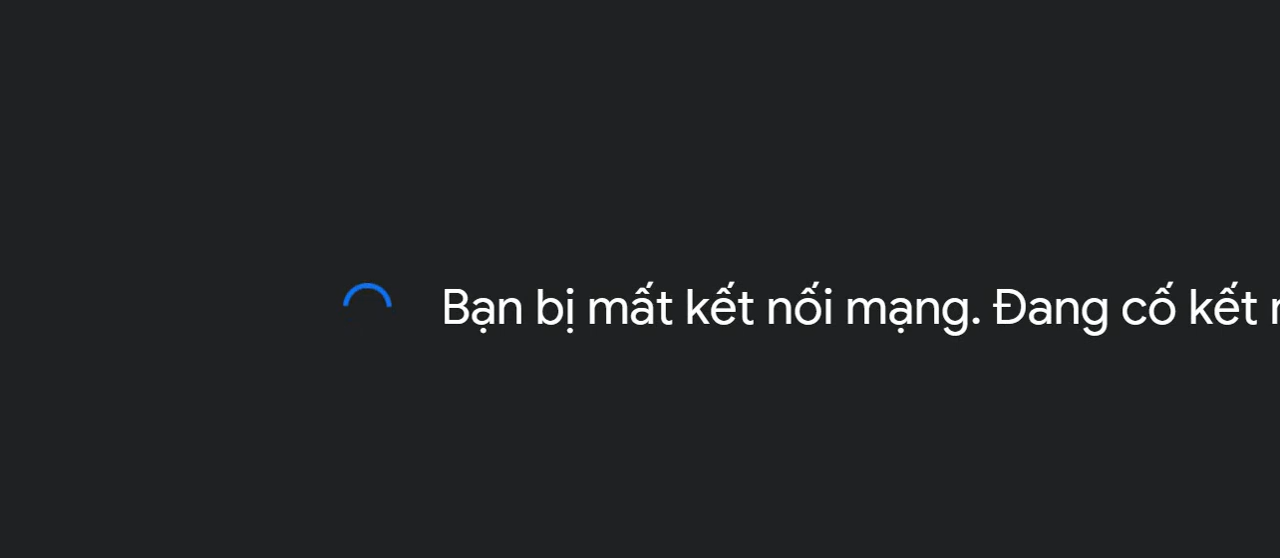 Bạn bị mất kết nối mạng. Đang cố kết